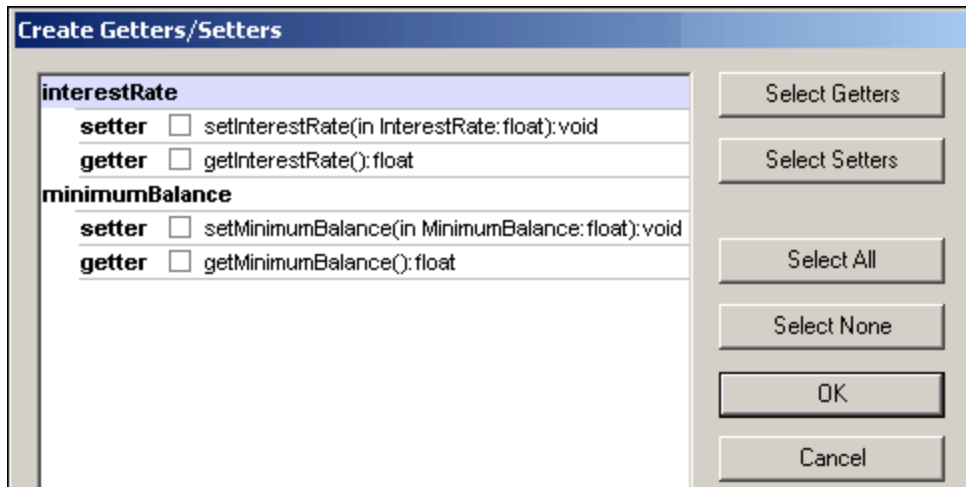 Create Getters/Setters
interestRate
setter setInterestRate(in InterestRate:float):void
getter getInterestRate():float
minimumBalance
setter setMinimumBalance(in MinimumBalance:float):void
getter getMinimumBalance():float
Select Getters
Select Setters
Select All
Select None
OK
Cancel